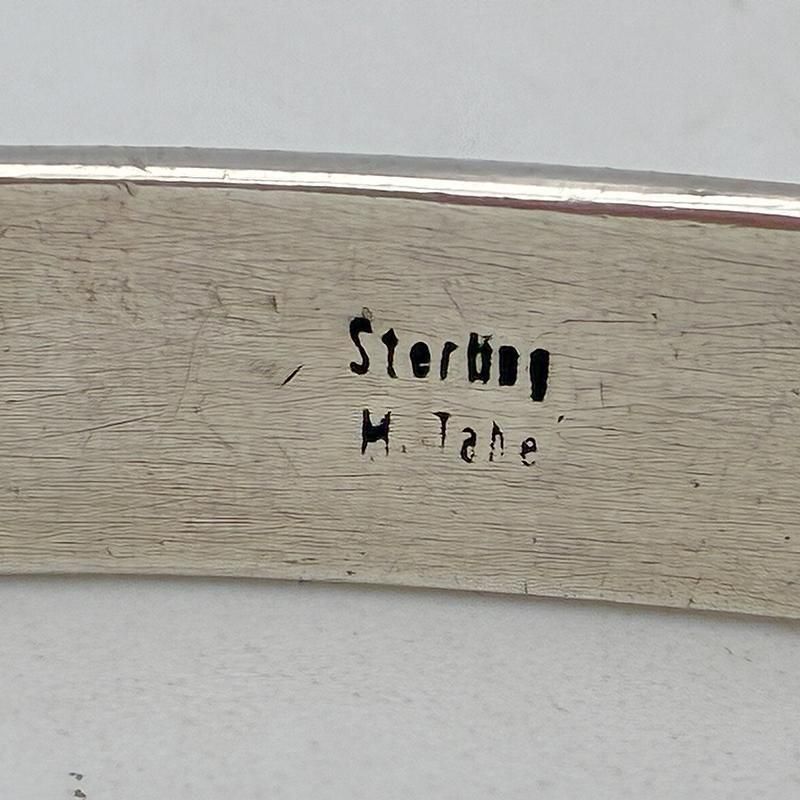 Sterling
H. Tahe